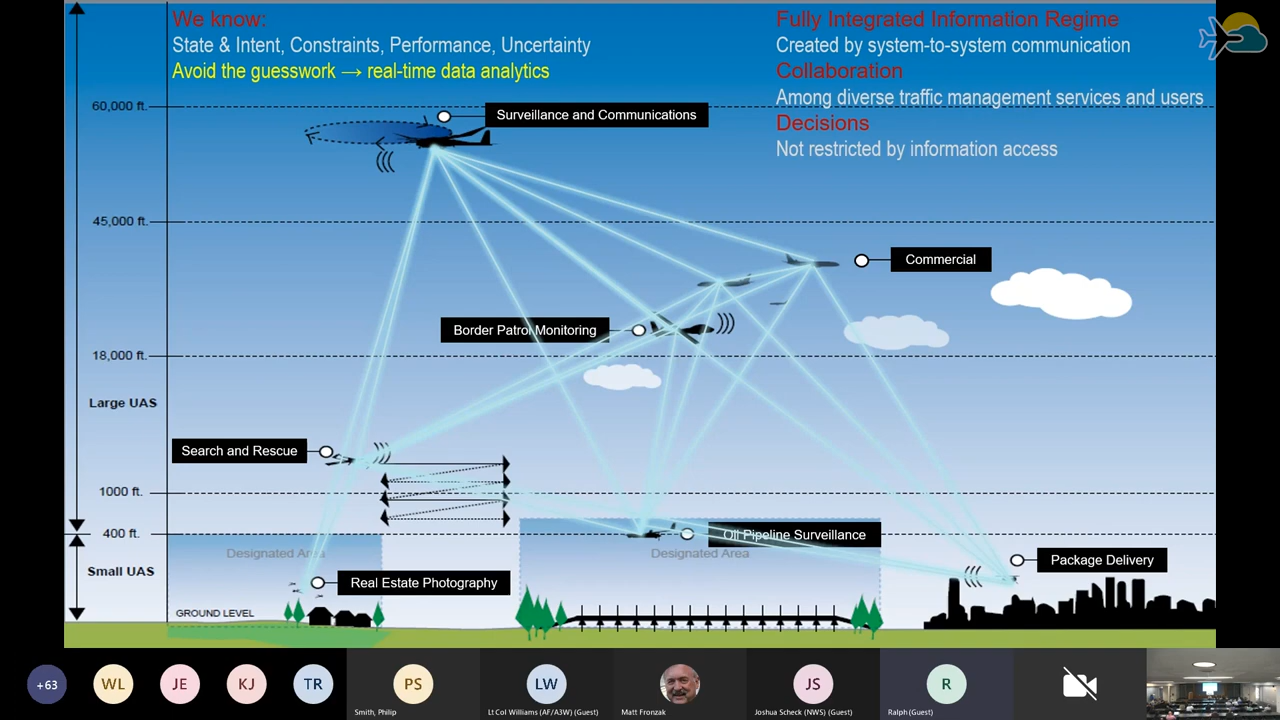 We know:
State & Intent, Constraints, Performance, Uncertainty
Avoid the guesswork → real-time data analytics
Fully Integrated Information Regime
Created by system-to-system communication
Collaboration
Among diverse traffic management services and users
Decisions
Not restricted by information access
60,000 ft.
Surveillance and Communications
45,000 ft.
Commercial
Border Patrol Monitoring
18,000 ft.
Large UAS
Search and Rescue
1000 ft.
400 ft.
Oil Pipeline Surveillance
Designated Area
Designated Area
Package Delivery
Small UAS
Real Estate Photography
GROUND LEVEL
+63
WL
JE
KJ
TR
PS
LW
JS
R
Smith, Philip
Lt Col Williams (AF/A3W) (Guest)
Matt Fronzak
Joshua Scheck (NWS) (Guest)
Ralph (Guest)